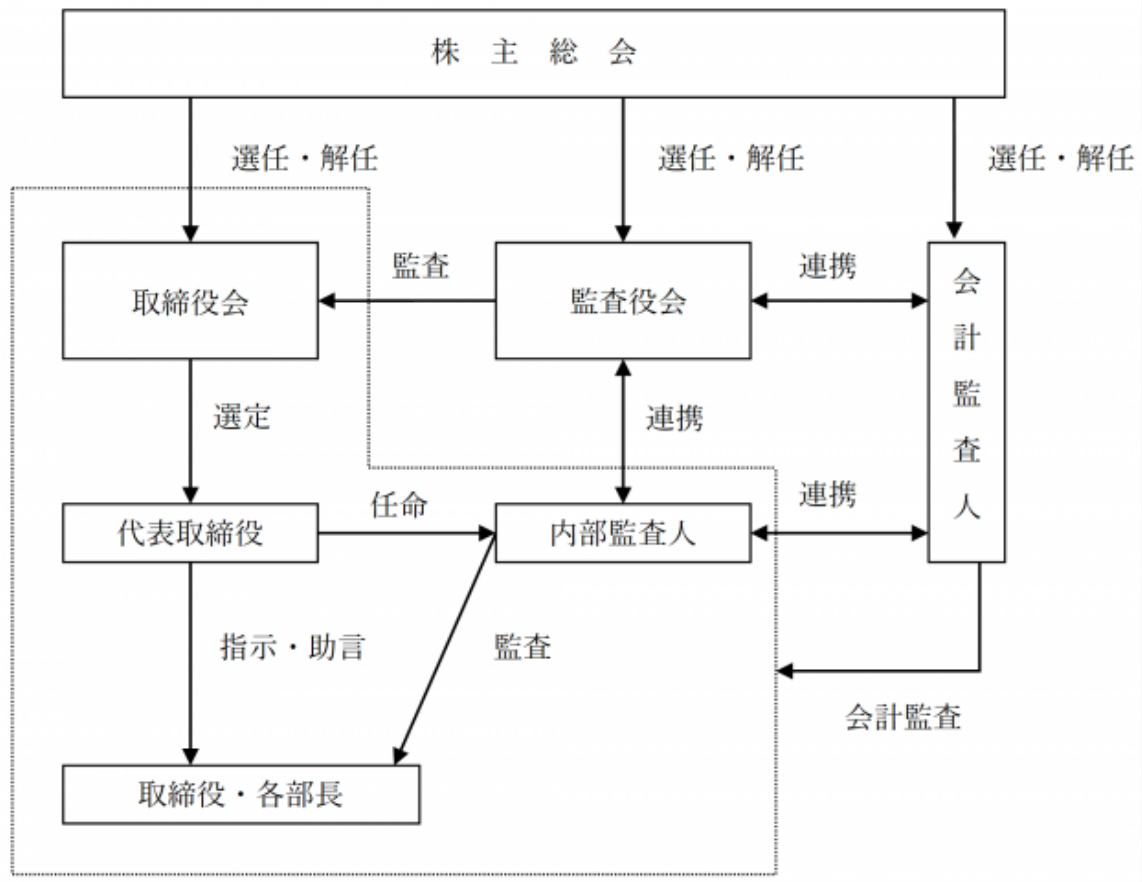 株主総会
選任・解任
選任・解任
選任・解任
取締役会
監査
監査役会
連携
会計監査人
選定
連携
代表取締役
任命
内部監査人
連携
指示・助言
監査
会計監査
取締役・各部長